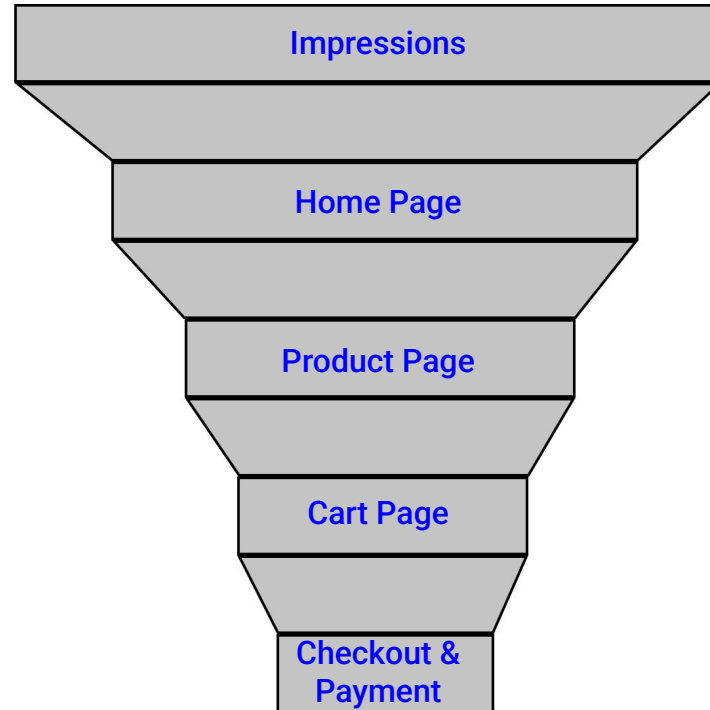 Impressions
Home Page
Product Page
Cart Page
Checkout &
Payment